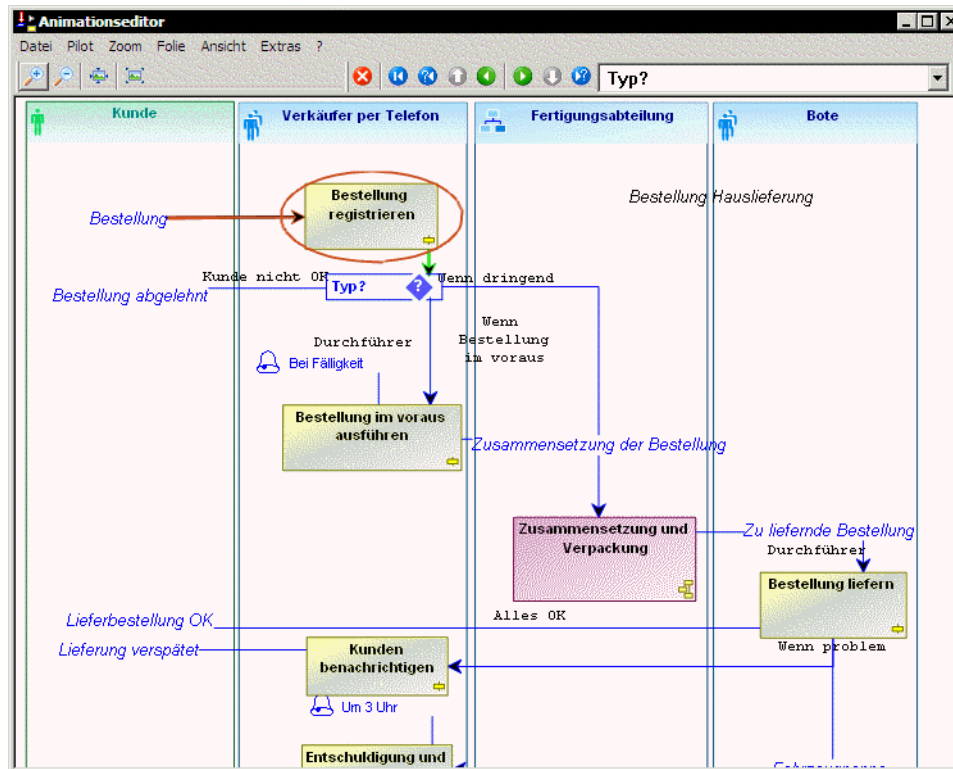 Animationseditor
Datei Pilot Zoom Folie Ansicht Extras ?
Typ?
Kunde
Verkäufer per Telefon
Fertigungsabteilung
Bote
Bestellung
registrieren
Bestellung Hauslieferung
Bestellung
Kunde nicht OK
Typ?
?
Wenn dringend
Bestellung abgelehnt
Wenn
Bestellung
im voraus
Durchführer
Bei Fälligkeit
Bestellung im voraus
ausführen
Zusammensetzung der Bestellung
Zusammensetzung und
Verpackung
Zu liefernde Bestellung
Durchführer
Bestellung liefern
Alles OK
Lieferbestellung OK
Lieferung verspätet
Kunden
benachrichtigen
Wenn problem
Um 3 Uhr
Entschuldigung und